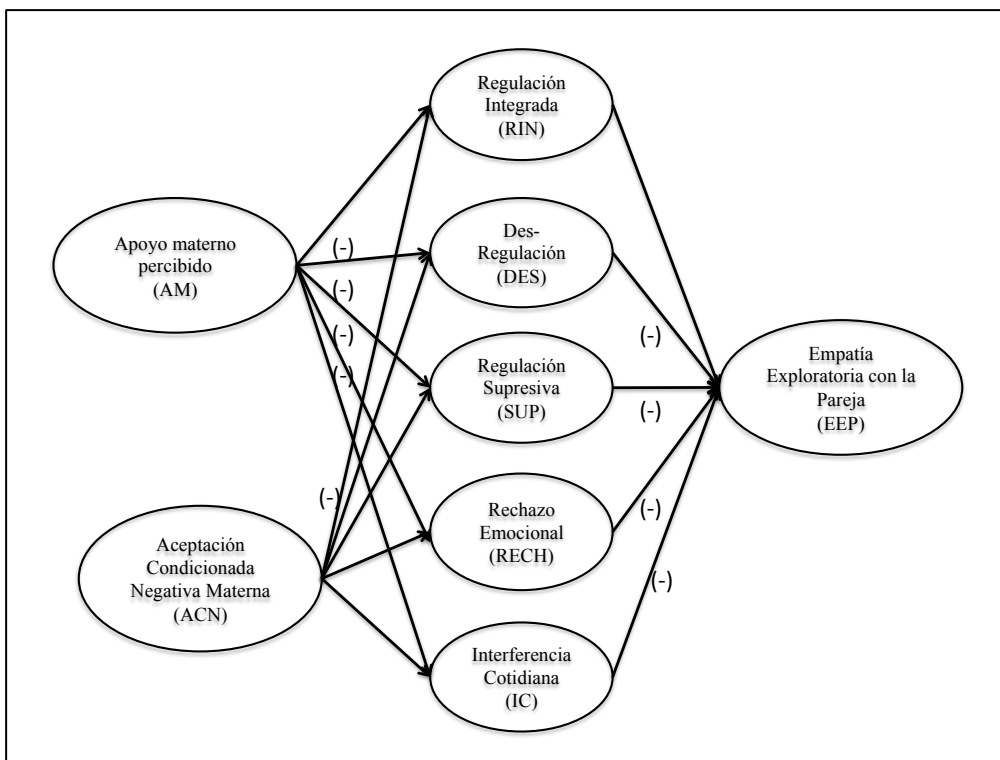 Regulación
Integrada
(RIN)
Apoyo materno
percibido
(AM)
Des-
Regulación
(DES)
(-)
(-)
(-)
(-)
(-)
Regulación
Supresiva
(SUP)
(-)
(-)
Empatía
Exploratoria con la
Pareja
(EEP)
Aceptación
Condicionada
Negativa Materna
(ACN)
Rechazo
Emocional
(RECH)
(-)
(-)
Interferencia
Cotidiana
(IC)